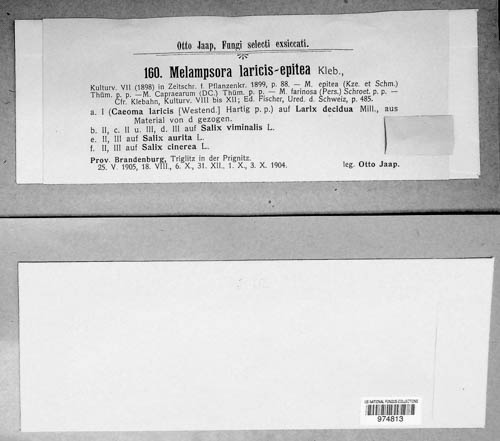 Otto Jaap, Fungi selecti exsiccati.
160. Melampsora laricis-epitea Kleb.,
Kulturv. VII (1898) in Zeitschr. f. Pflanzenkr. 1899, p. 88. — M. epitea (Kze. et Schm.)
Thüm. p. p. —M. Capraearum (DC.) Thüm. p. p. — M. farinosa (Pers.) Schroet. p. p. —
Cfr. Klebahn, Kulturv. VIII bis XII; Ed. Fischer, Ured. d. Schweiz, p. 485.
a. I (Caeoma laricis [Westend.] Hartig p. p.) auf Larix decidua Mill., aus
Material von d gezogen.
b. II, c. II u. III, d. III auf Salix viminalis L.
e. II, III auf Salix aurita L.
f. II, III auf Salix cinerea L.
Prov. Brandenburg, Triglitz in der Prignitz.
25. V. 1905, 18. VIII., 6. X., 31. XII., 1. X., 3. X. 1904. leg. Otto Jaap.
US NATIONAL FUNGUS COLLECTIONS
974813